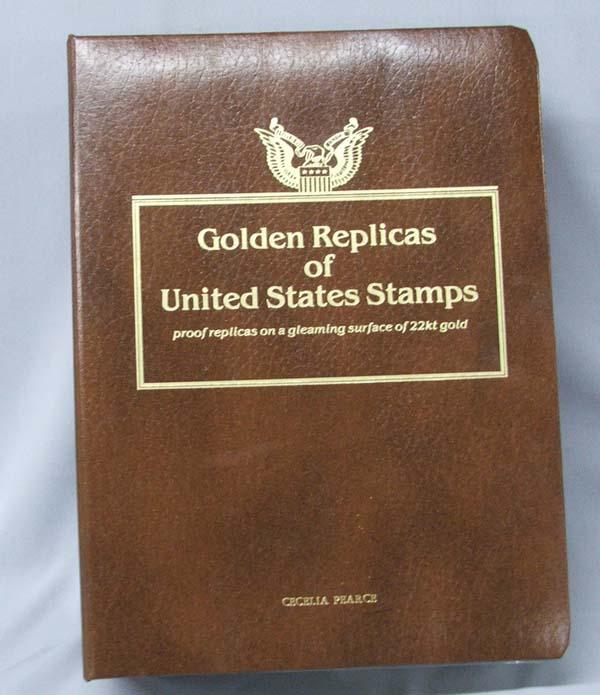 Golden Replicas
of
United States Stamps
proof replicas on a gleaming surface of 22kt gold
CECELIA PEARCE